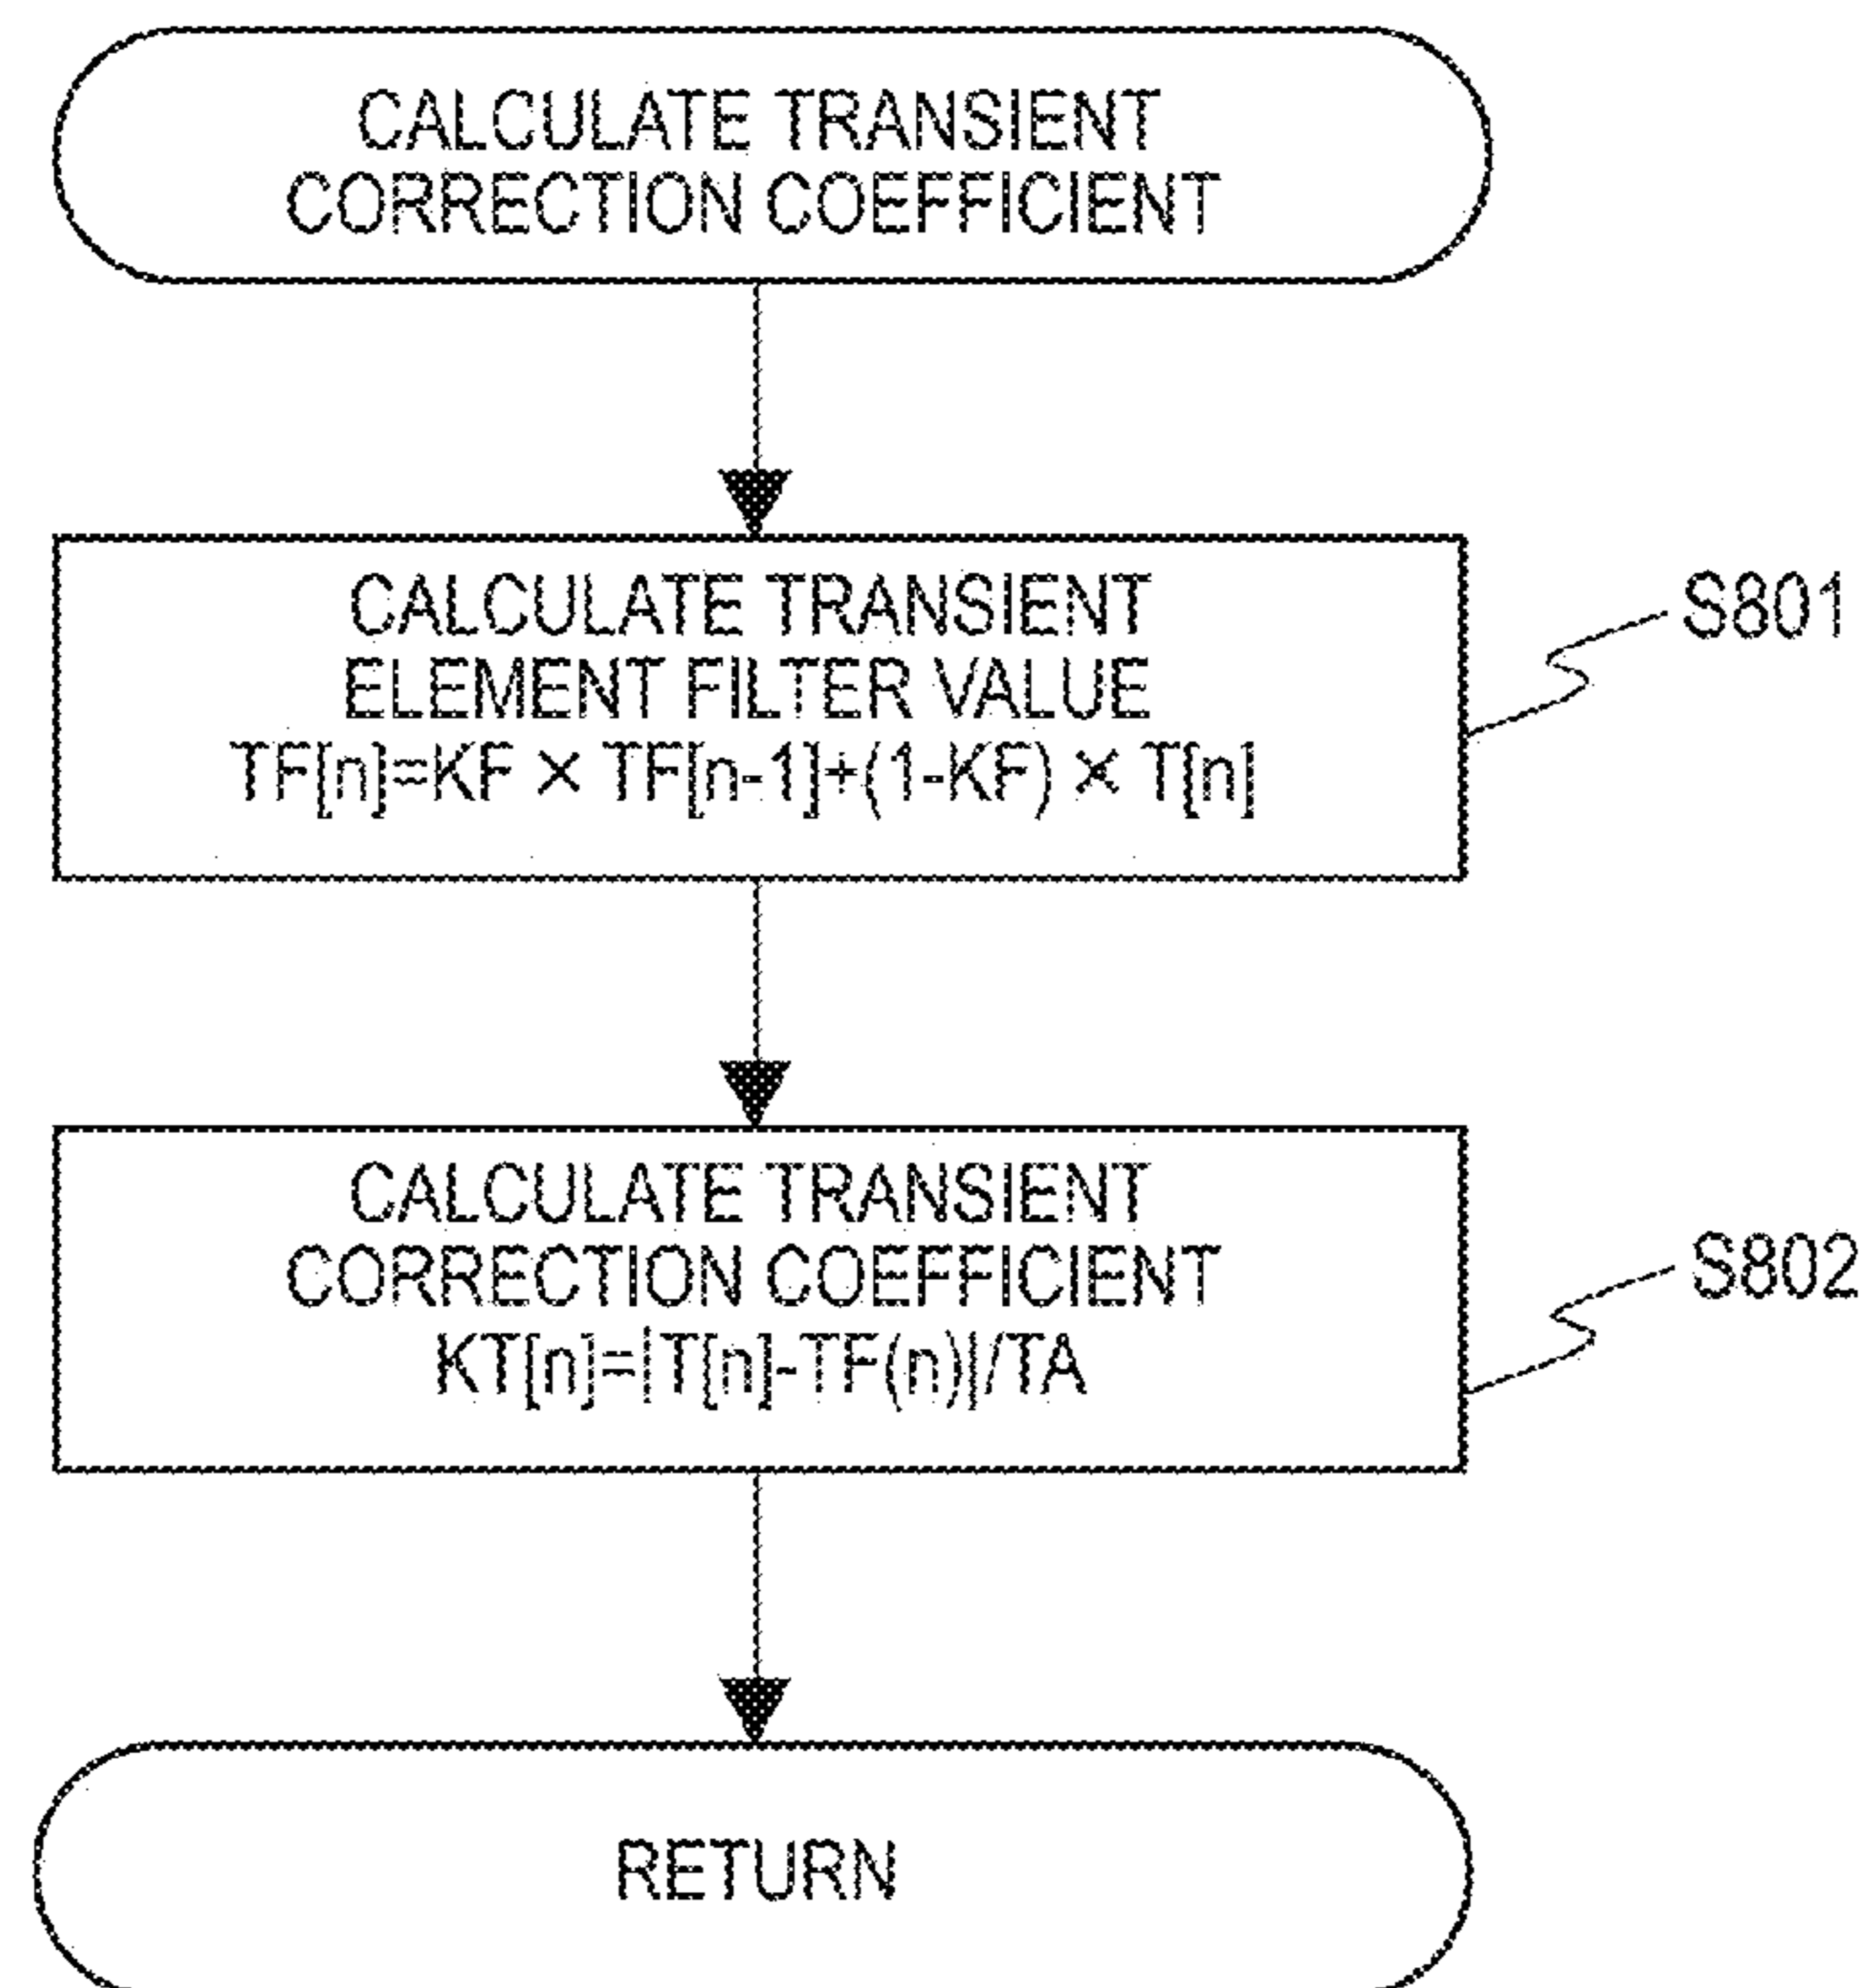 CALCULATE TRANSIENT
CORRECTION COEFFICIENT
CALCULATE TRANSIENT
ELEMENT FILTER VALUE
TF[n]=KF × TF[n-1]+(1-KF) × T[n]
S801
CALCULATE TRANSIENT
CORRECTION COEFFICIENT
KT[n]=|T[n]-TF(n)|/TA
S802
RETURN